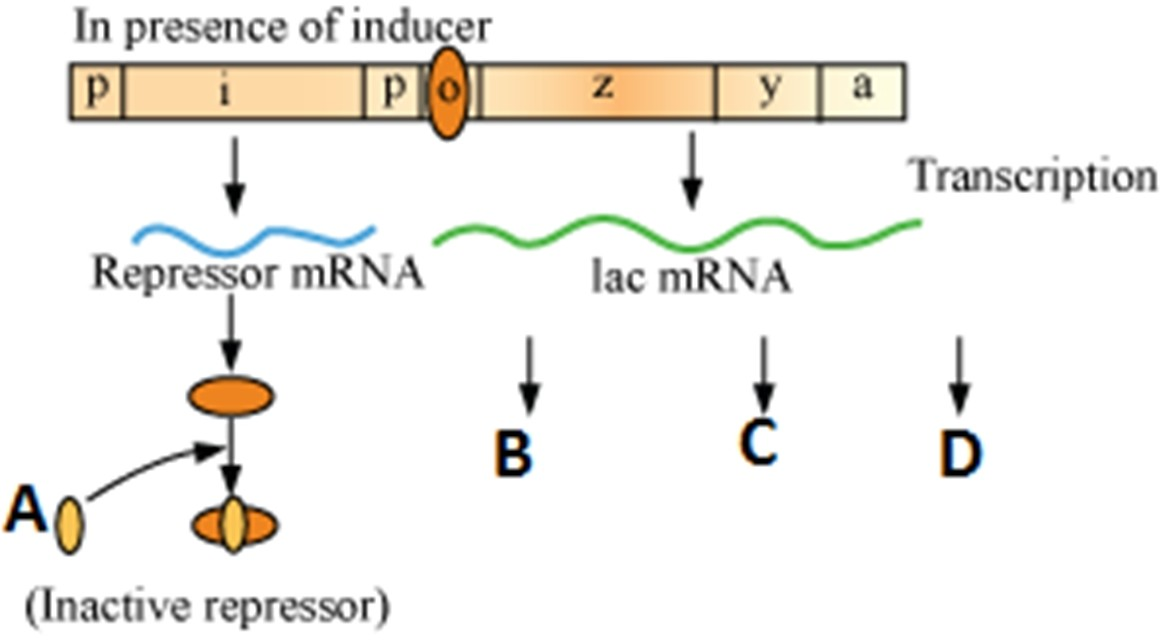 In presence of inducer
p i p o z y a
Transcription
Repressor mRNA lac mRNA
B C D
A
(Inactive repressor)